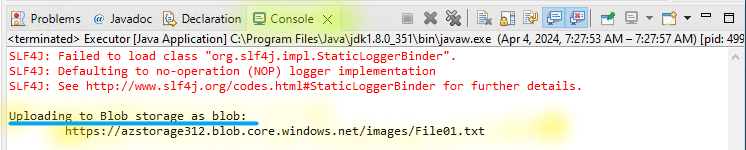 Problems @ Javadoc Declaration Console
<terminated> Executor [Java Application] C:\Program Files\Java\jdk1.8.0_351\bin\javaw.exe (Apr 4, 2024, 7:27:53 AM – 7:27:57 AM) [pid: 499
SLF4J: Failed to load class "org.slf4j.impl.StaticLoggerBinder".
SLF4J: Defaulting to no-operation (NOP) logger implementation
SLF4J: See http://www.slf4j.org/codes.html#StaticLoggerBinder for further details.
Uploading to Blob storage as blob:
https://azstorage312.blob.core.windows.net/images/File01.txt